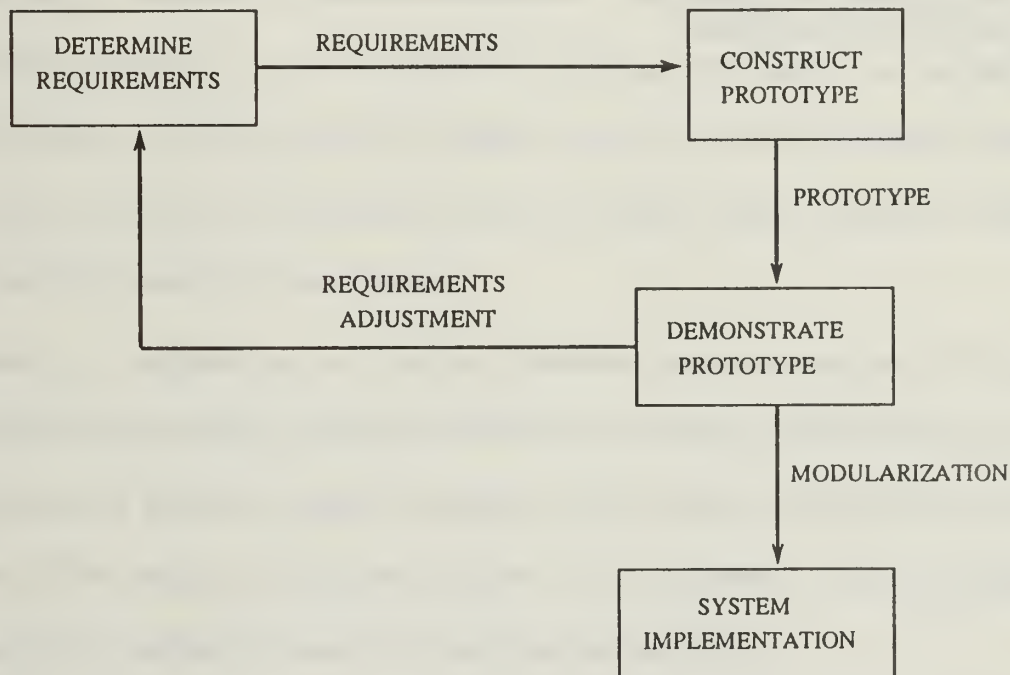 DETERMINE
REQUIREMENTS
REQUIREMENTS
CONSTRUCT
PROTOTYPE
PROTOTYPE
REQUIREMENTS
ADJUSTMENT
DEMONSTRATE
PROTOTYPE
MODULARIZATION
SYSTEM
IMPLEMENTATION